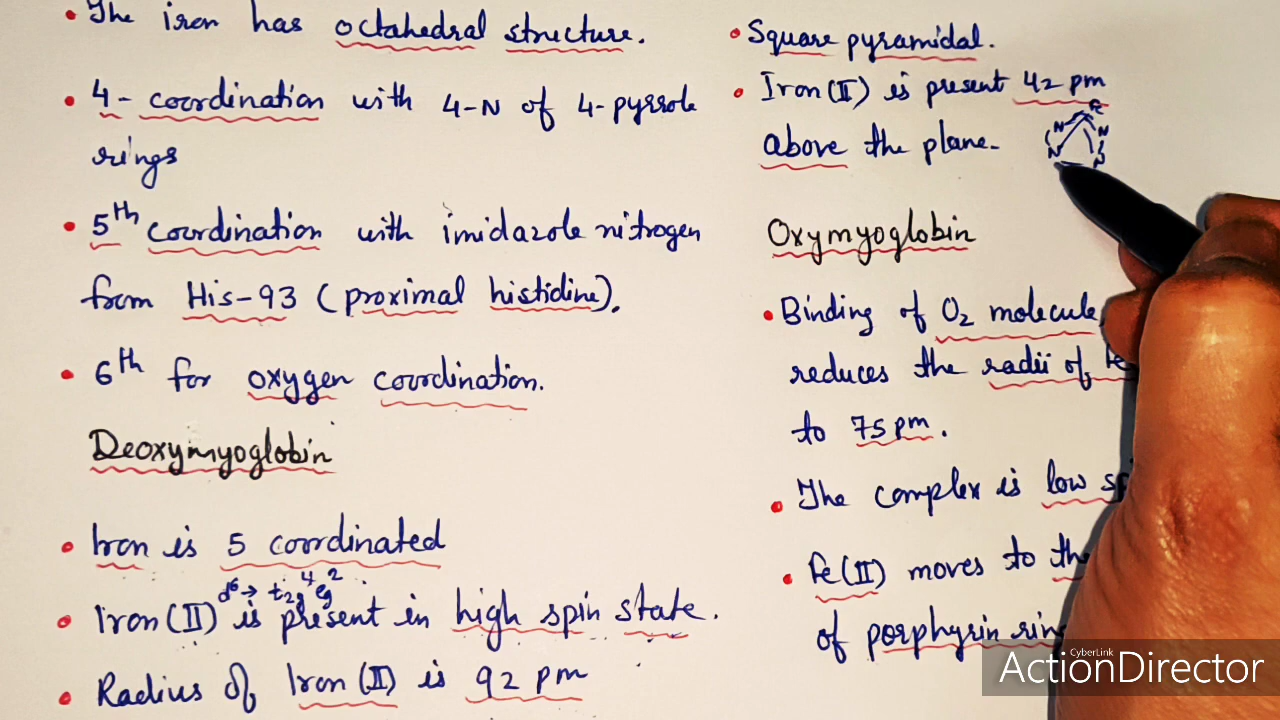 • The iron has octahedral structure.
• 4-coordination with 4-N of 4-pyrrole
rings
• 5th coordination with imidazole nitrogen
from His-93 (proximal histidine).
• 6th for oxygen coordination.
Deoxymyoglobin
• Iron is 5 coordinated
d6 → t2g4 eg2
• Iron (II) is present in high spin state.
• Radius of Iron (II) is 92 pm
• Square pyramidal.
• Iron (II) is present 42 pm
above the plane.
Fe
N N
N N
Oxymyoglobin
• Binding of O2 molecule
reduces the radii of Fe
to 75 pm.
• The complex is low
• Fe(II) moves to the
of porphyrin
CyberLink
ActionDirector